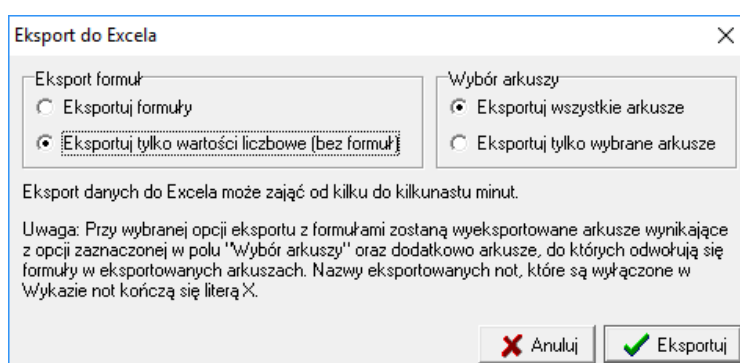 Eksport do Excela
Eksport formuł
Eksportuj formuły
Eksportuj tylko wartości liczbowe (bez formuł)
Wybór arkuszy
Eksportuj wszystkie arkusze
Eksportuj tylko wybrane arkusze
Eksport danych do Excela może zająć od kilku do kilkunastu minut.
Uwaga: Przy wybranej opcji eksportu z formułami zostaną wyeksportowane arkusze wynikające
z opcji zaznaczonej w polu "Wybór arkuszy" oraz dodatkowo arkusze, do których odwołują się
formuły w eksportowanych arkuszach. Nazwy eksportowanych not, które są wyłączone w
Wykazie not kończą się literą X.
Anuluj
Eksportuj